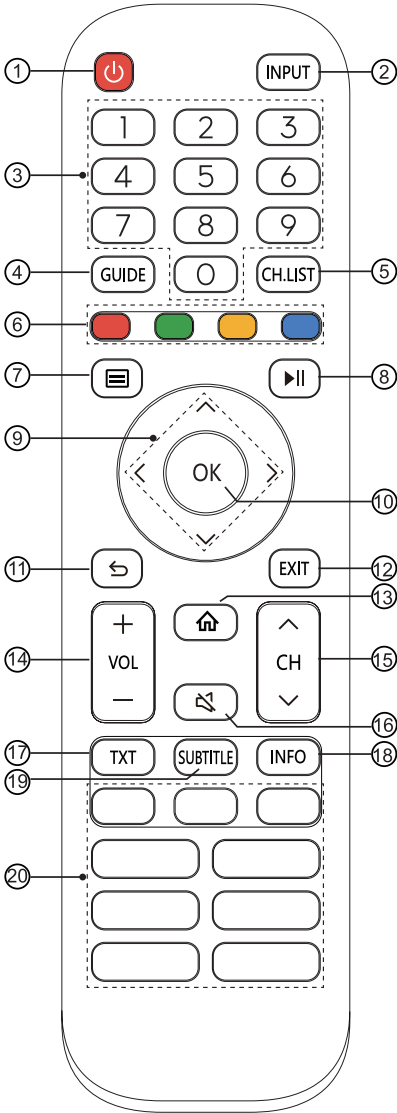 1 INPUT 2
1 2 3
3 4 5 6
7 8 9
4 GUIDE 0 CH.LIST 5
6
7 8
9
OK
10
11 EXIT 12
13
+
14 VOL CH 15
—
16
17 TXT SUBTITLE INFO 18
19
20